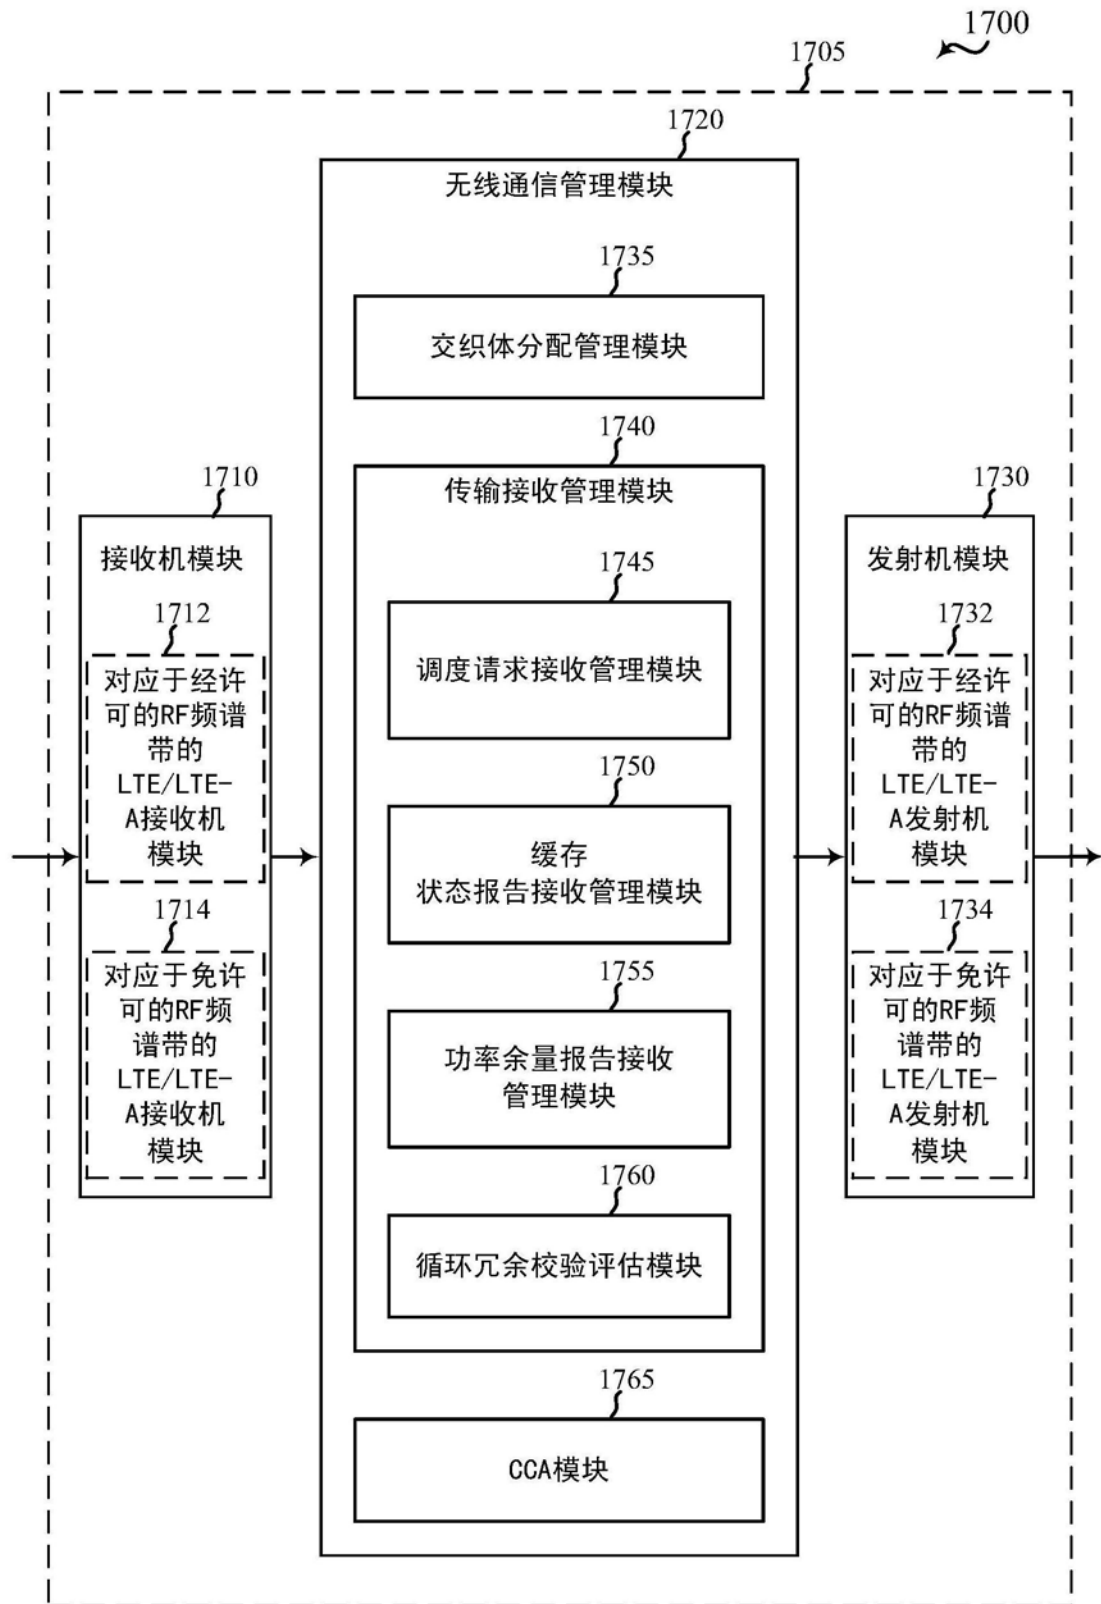 1700
1705
1720
无线通信管理模块
1735
交织体分配管理模块
1740
传输接收管理模块
1710
接收机模块
1712
对应于经许
可的RF频谱
带的
LTE/LTE-
A接收机
模块
1714
对应于免许
可的RF频
谱带的
LTE/LTE-
A接收机
模块
1745
调度请求接收管理模块
1750
缓存
状态报告接收管理模块
1755
功率余量报告接收
管理模块
1760
循环冗余校验评估模块
1765
CCA模块
1730
发射机模块
1732
对应于经许
可的RF频谱
带的
LTE/LTE-
A发射机
模块
1734
对应于免许
可的RF频
谱带的
LTE/LTE-
A发射机
模块